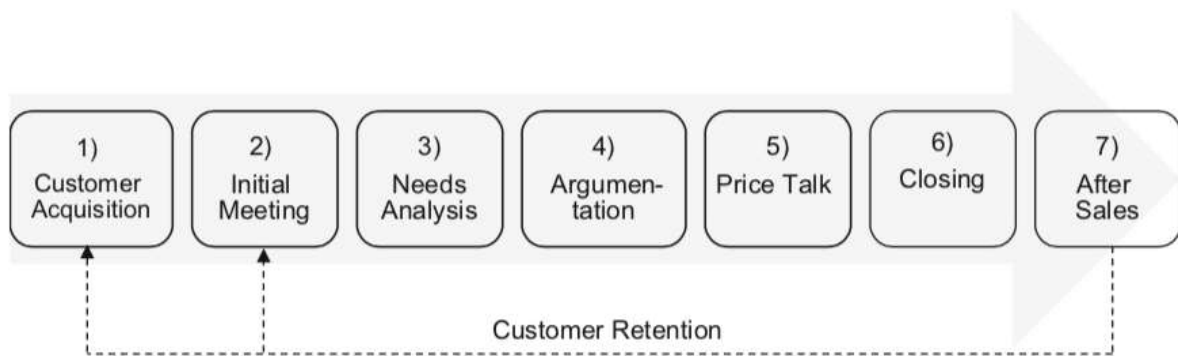 1)
Customer
Acquisition
2)
Initial
Meeting
3)
Needs
Analysis
4)
Argumen-
tation
5)
Price Talk
6)
Closing
7)
After
Sales
Customer Retention